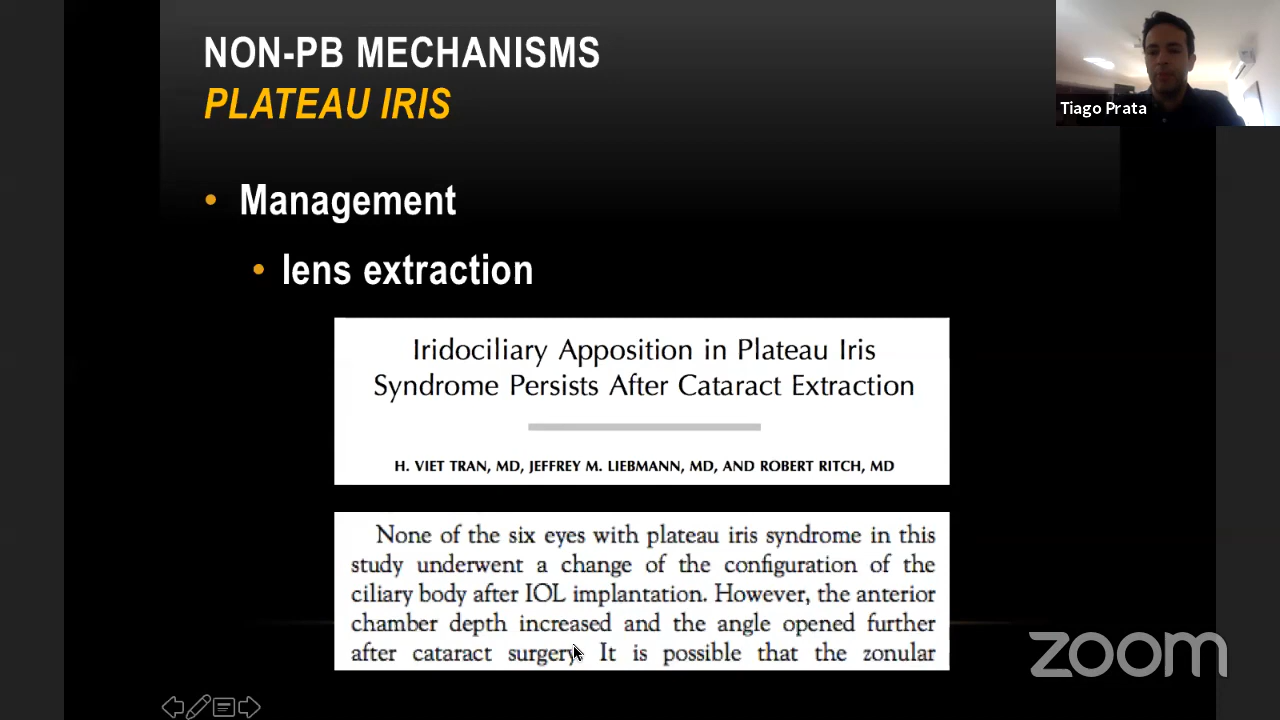 NON-PB MECHANISMS
PLATEAU IRIS
Tiago Prata
• Management
• lens extraction
Iridociliary Apposition in Plateau Iris
Syndrome Persists After Cataract Extraction
H. VIET TRAN, MD, JEFFREY M. LIEBMANN, MD, AND ROBERT RITCH, MD
None of the six eyes with plateau iris syndrome in this
study underwent a change of the configuration of the
ciliary body after IOL implantation. However, the anterior
chamber depth increased and the angle opened further
after cataract surgery. It is possible that the zonular
zoom